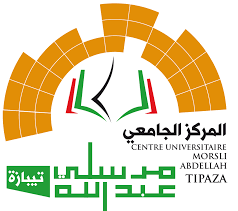 المركز الجامعي
CENTRE UNIVERSITAIRE
MORSLI
ABDELLAH
TIPAZA
مرسلي
عبد الله
تيبازة